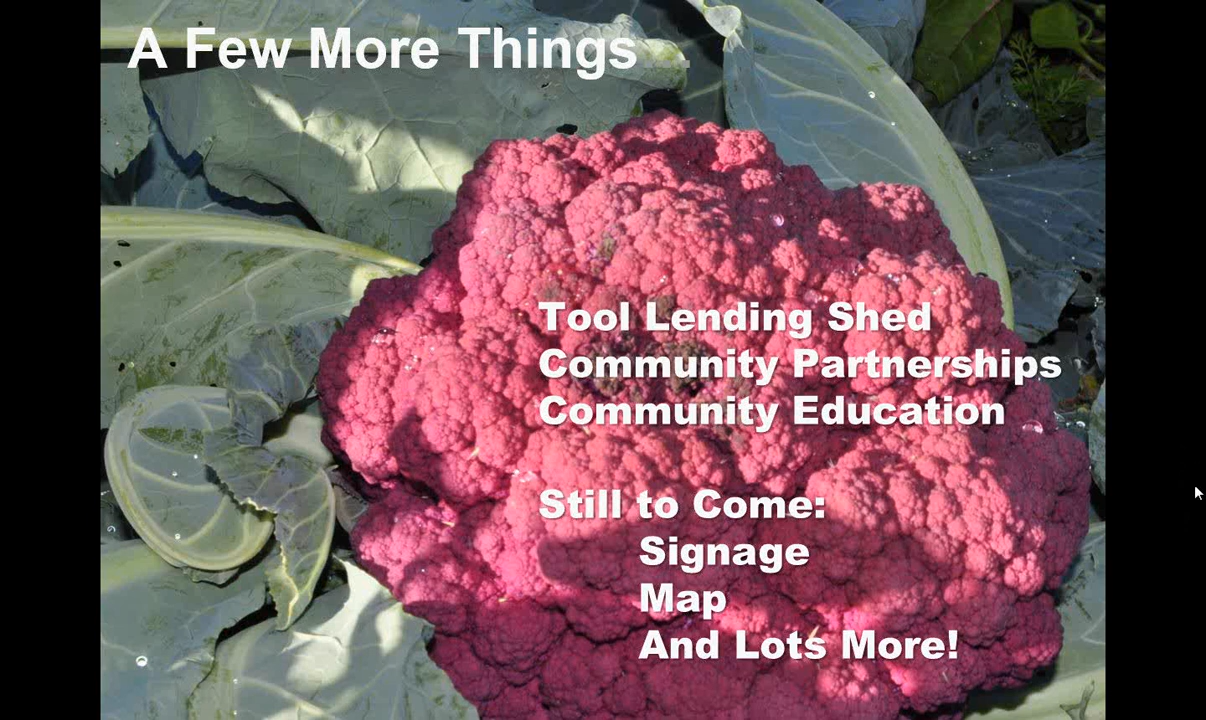 A Few More Things
Tool Lending Shed
Community Partnerships
Community Education
Still to Come:
Signage
Map
And Lots More!